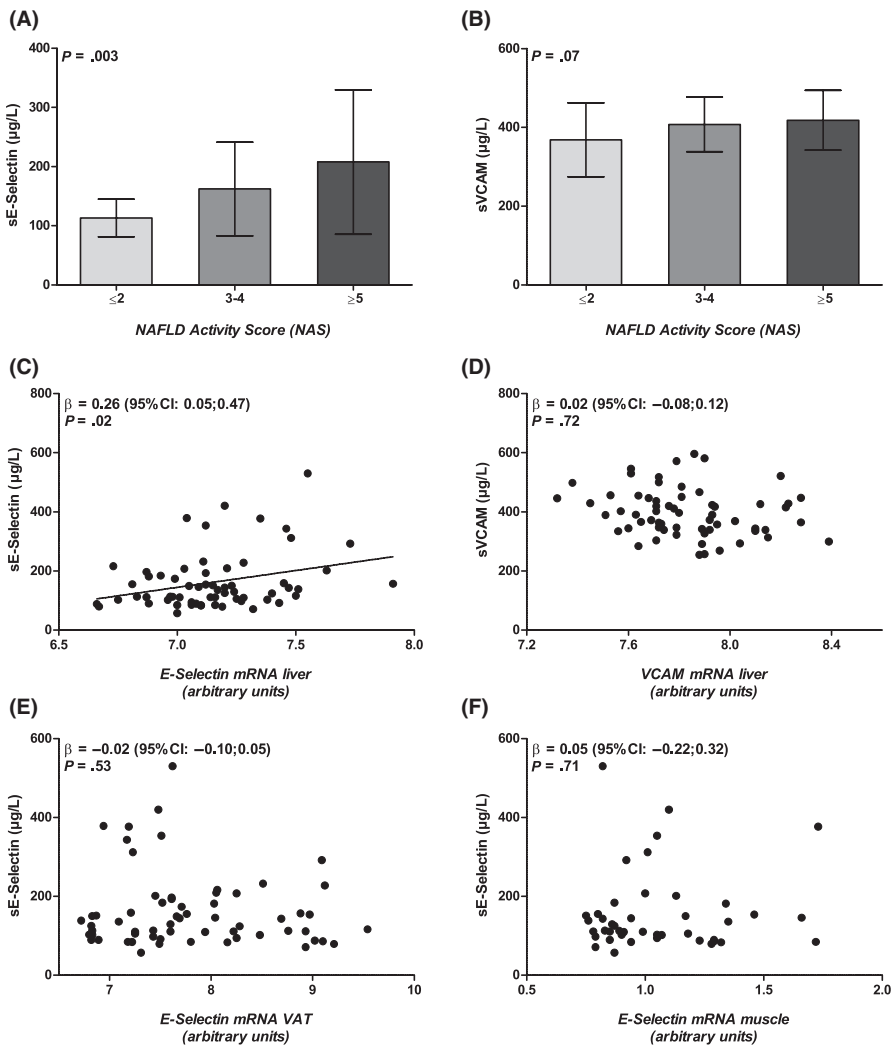 (A)
P = .003
400
300
200
100
0
sE-Selectin (µg/L)
≤2
3-4
≥5
NAFLD Activity Score (NAS)
(B)
P = .07
600
400
200
0
sVCAM (µg/L)
≤2
3-4
≥5
NAFLD Activity Score (NAS)
(C)
β = 0.26 (95%CI: 0.05;0.47)
P = .02
800
600
400
200
0
sE-Selectin (µg/L)
6.5
7.0
7.5
8.0
E-Selectin mRNA liver
(arbitrary units)
(D)
β = 0.02 (95%CI: −0.08;0.12)
P = .72
800
600
400
200
0
sVCAM (µg/L)
7.2
7.6
8.0
8.4
VCAM mRNA liver
(arbitrary units)
(E)
β = −0.02 (95%CI: −0.10;0.05)
P = .53
600
400
200
0
sE-Selectin (µg/L)
7
8
9
10
E-Selectin mRNA VAT
(arbitrary units)
(F)
β = 0.05 (95%CI: −0.22;0.32)
P = .71
600
400
200
0
sE-Selectin (µg/L)
0.5
1.0
1.5
2.0
E-Selectin mRNA muscle
(arbitrary units)